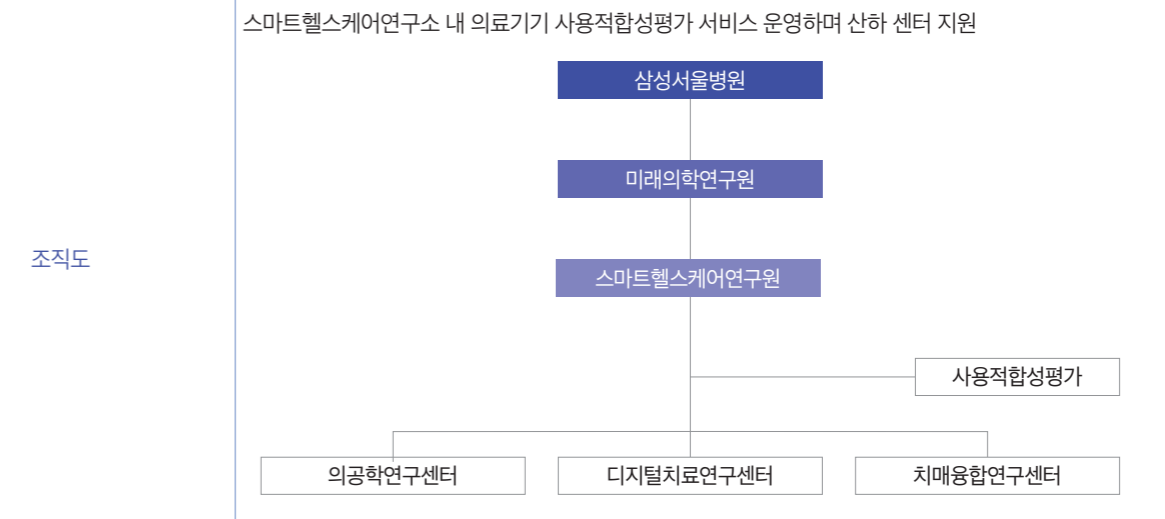 스마트헬스케어연구소 내 의료기기 사용적합성평가 서비스 운영하며 산하 센터 지원
삼성서울병원
미래의학연구원
조직도
스마트헬스케어연구원
사용적합성평가
의공학연구센터
디지털치료연구센터
치매융합연구센터